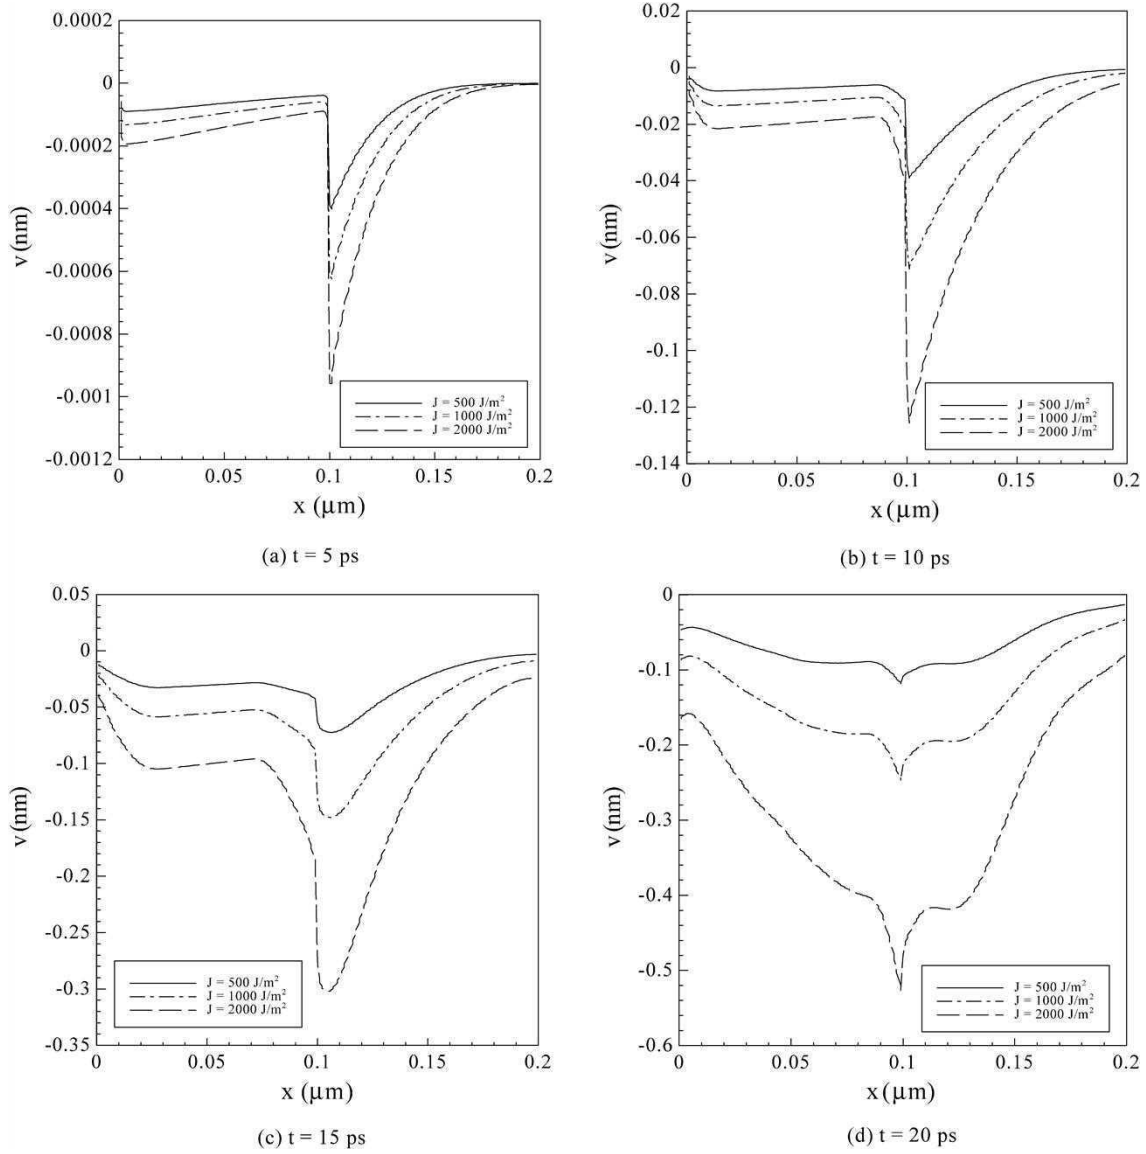 0.0002
0
-0.0002
-0.0004
-0.0006
-0.0008
-0.001
-0.0012
v (nm)
J = 500 J/m²
J = 1000 J/m²
J = 2000 J/m²
0
0.05
0.1
0.15
0.2
x (μm)
(a) t = 5 ps
0.02
0
-0.02
-0.04
-0.06
-0.08
-0.1
-0.12
-0.14
v (nm)
J = 500 J/m²
J = 1000 J/m²
J = 2000 J/m²
0.05
0.1
0.15
0.2
x (μm)
(b) t = 10 ps
0.05
0
-0.05
-0.1
-0.15
-0.2
-0.25
-0.3
-0.35
v (nm)
J = 500 J/m²
J = 1000 J/m²
J = 2000 J/m²
0
0.05
0.1
0.15
0.2
x (μm)
(c) t = 15 ps
0
-0.1
-0.2
-0.3
-0.4
-0.5
-0.6
v (nm)
J = 500 J/m²
J = 1000 J/m²
J = 2000 J/m²
0
0.05
0.1
0.15
0.2
x (μm)
(d) t = 20 ps